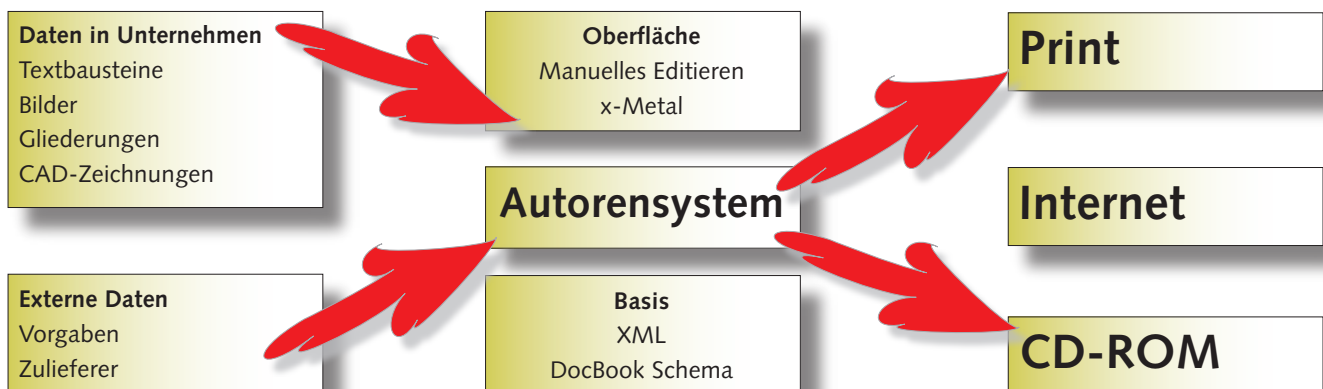 Daten in Unternehmen
Textbausteine
Bilder
Gliederungen
CAD-Zeichnungen
Externe Daten
Vorgaben
Zulieferer
Oberfläche
Manuelles Editieren
x-Metal
Autorensystem
Basis
XML
DocBook Schema
Print
Internet
CD-ROM